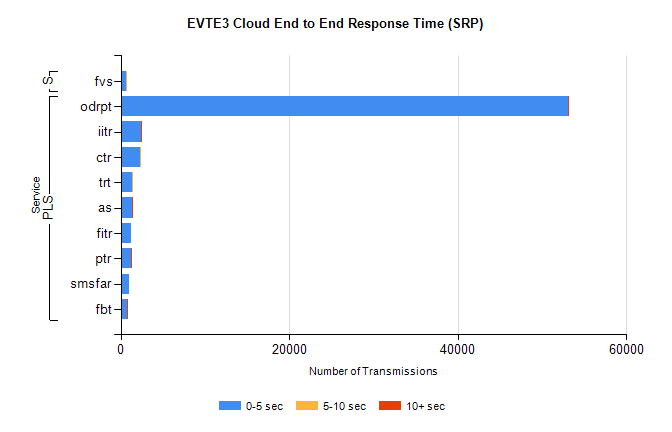 EVTE3 Cloud End to End Response Time (SRP)
S
fvs
odrpt
iitr
ctr
trt
Service
PLS
as
fitr
ptr
smsfar
fbt
0 20000 40000 60000
Number of Transmissions
0-5 sec 5-10 sec 10+ sec